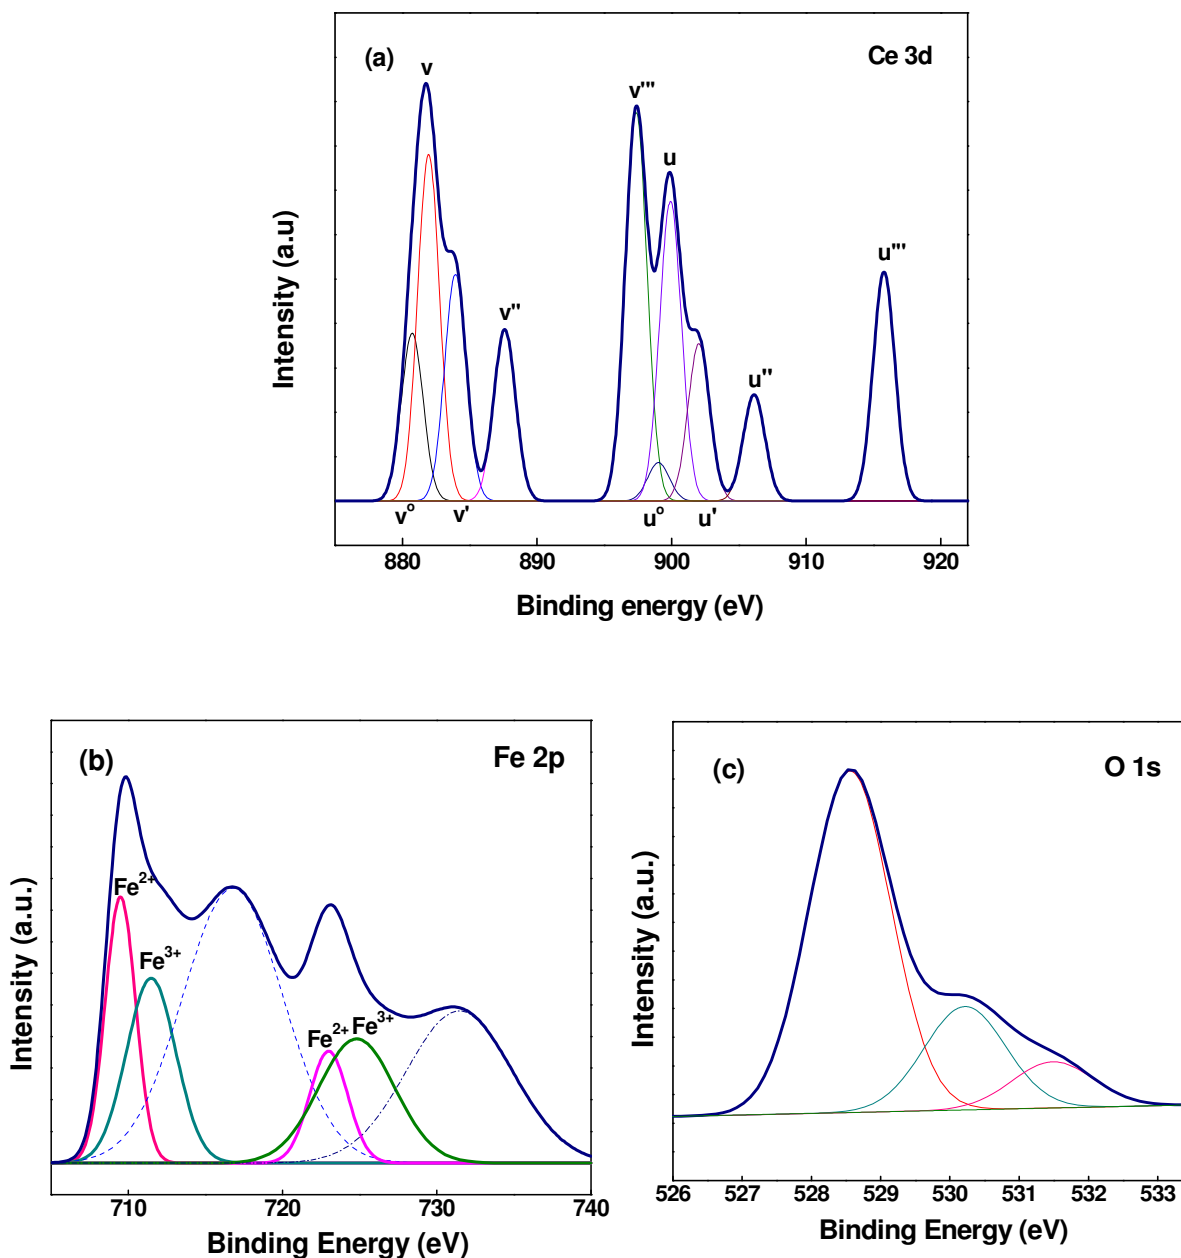 (a)
Ce 3d
v
v'''
u
u'''
v''
u''
v°
v'
u°
u'
Intensity (a.u)
880
890
900
910
920
Binding energy (eV)
(b)
Fe 2p
Fe²⁺
Fe³⁺
Fe²⁺
Fe³⁺
Intensity (a.u.)
710
720
730
740
Binding Energy (eV)
(c)
O 1s
Intensity (a.u.)
526
527
528
529
530
531
532
533
Binding Energy (eV)